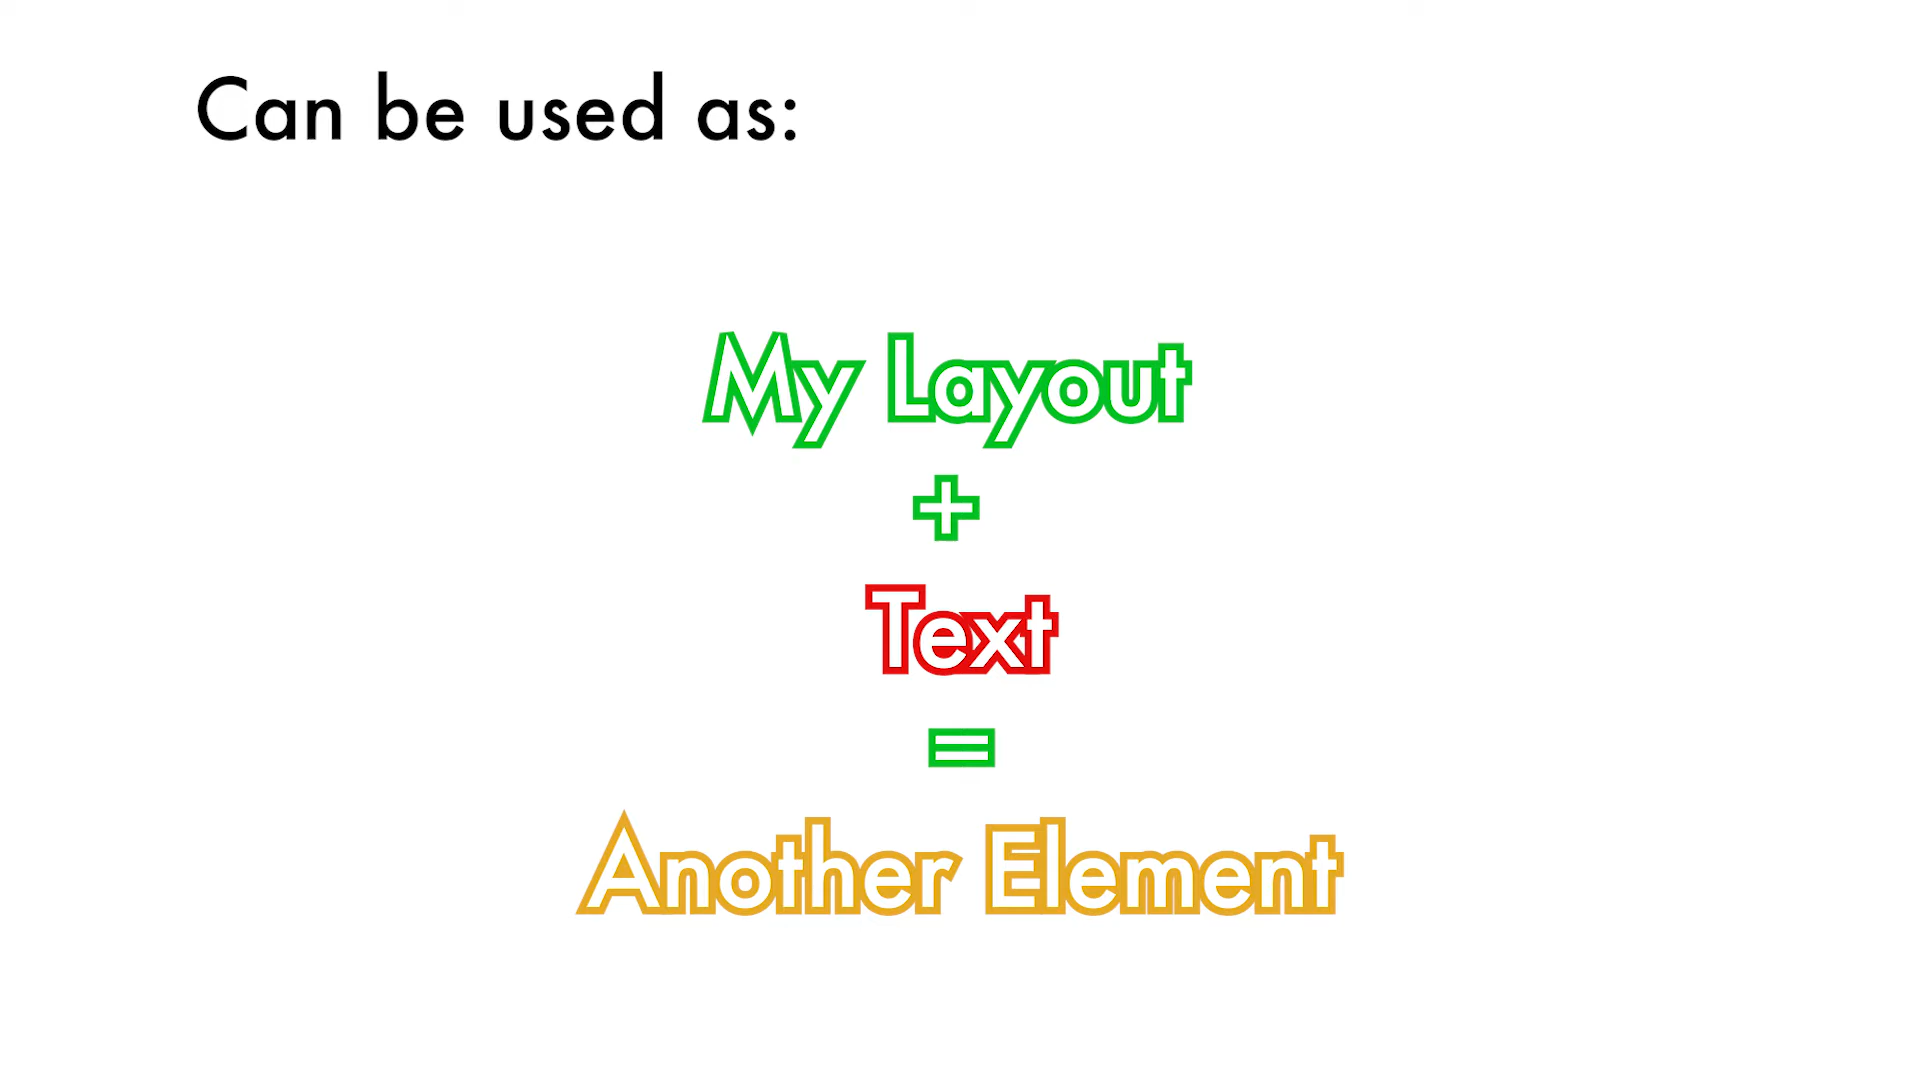 Can be used as:
My Layout
+
Text
=
Another Element